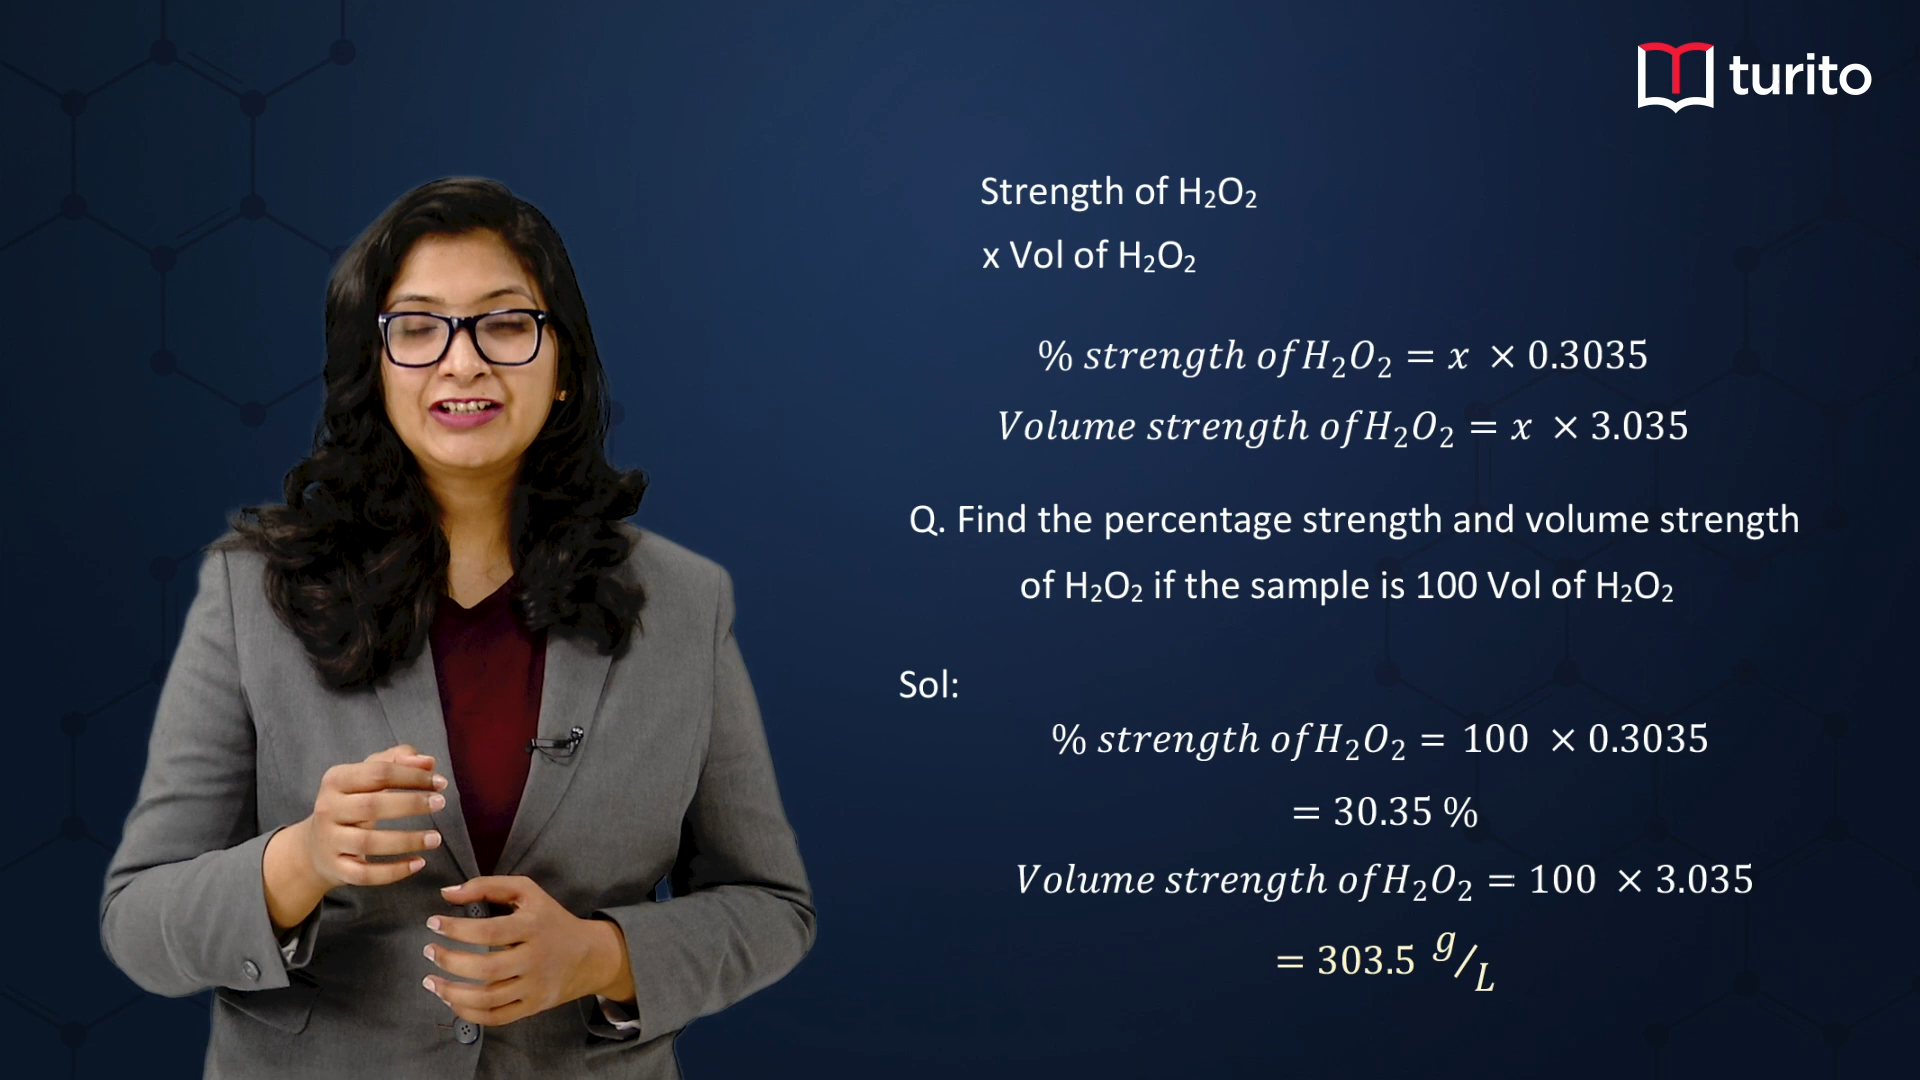 turito
Strength of H₂O₂
x Vol of H₂O₂
% strength of H₂O₂ = x × 0.3035
Volume strength of H₂O₂ = x × 3.035
Q. Find the percentage strength and volume strength
of H₂O₂ if the sample is 100 Vol of H₂O₂
Sol:
% strength of H₂O₂ = 100 × 0.3035
= 30.35 %
Volume strength of H₂O₂ = 100 × 3.035
= 303.5 g/L